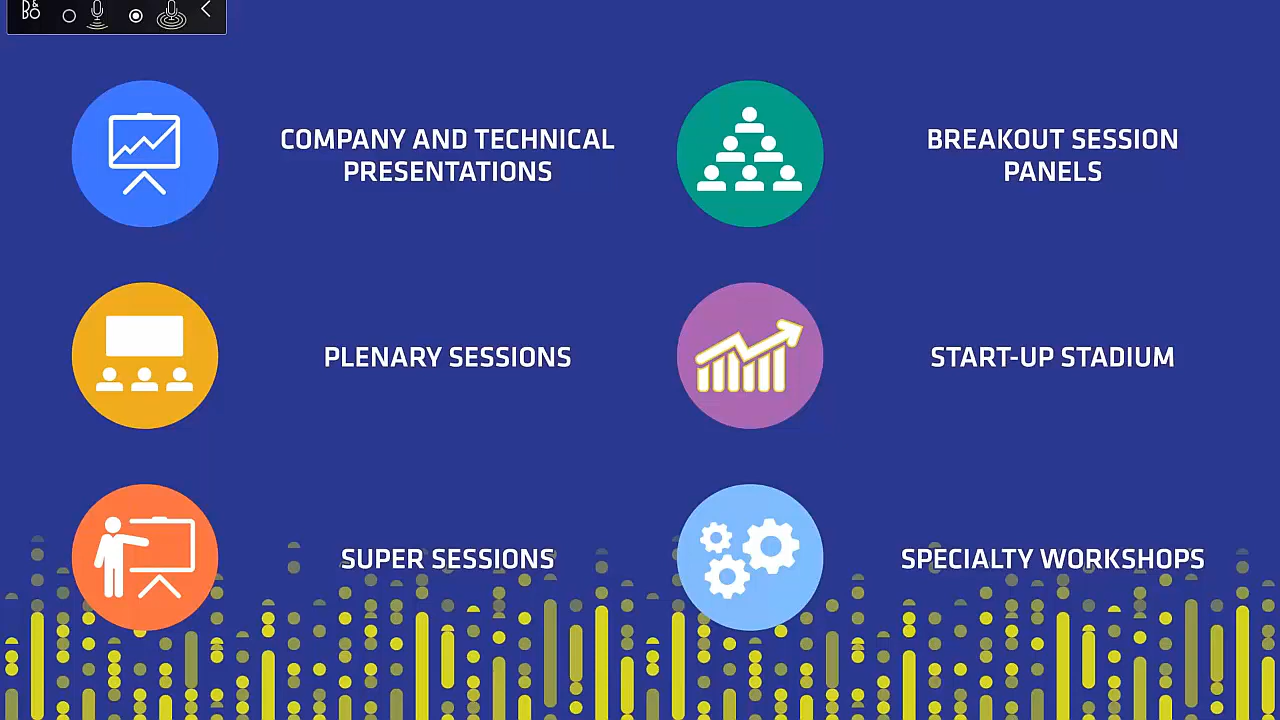 COMPANY AND TECHNICAL
PRESENTATIONS
BREAKOUT SESSION
PANELS
PLENARY SESSIONS
START-UP STADIUM
SUPER SESSIONS
SPECIALTY WORKSHOPS